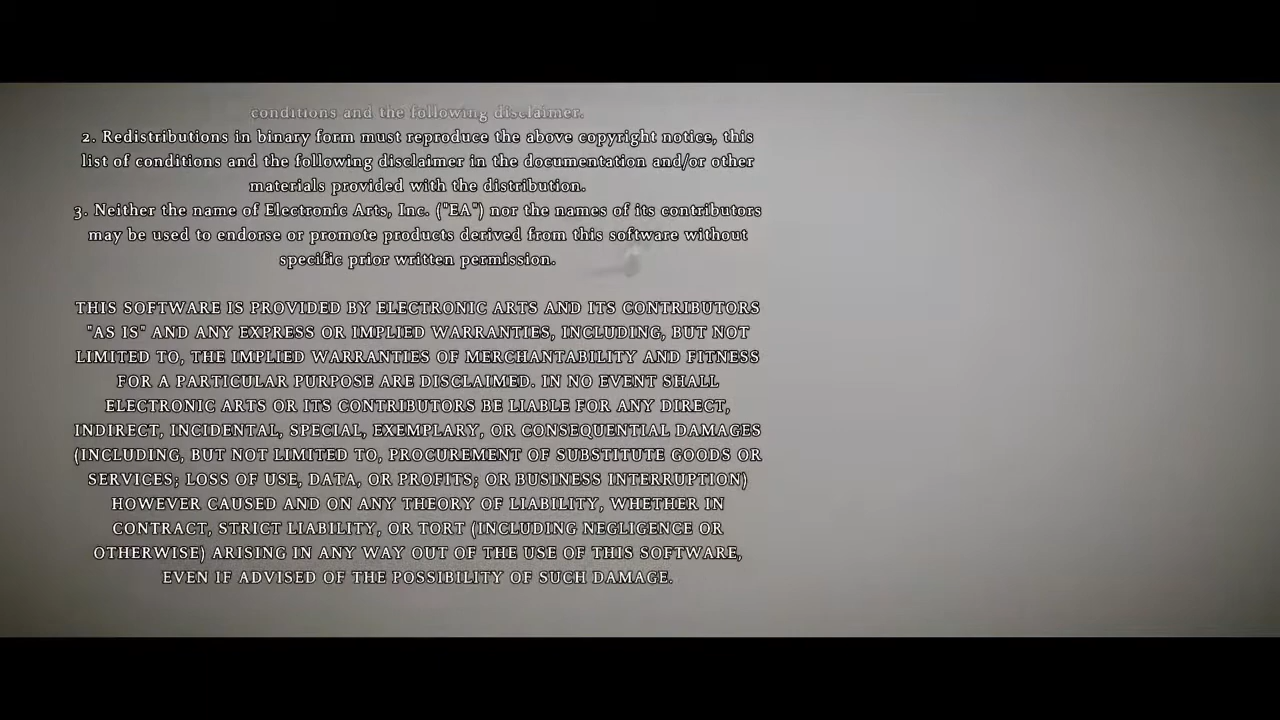 conditions and the following disclaimer.
2. Redistributions in binary form must reproduce the above copyright notice, this
list of conditions and the following disclaimer in the documentation and/or other
materials provided with the distribution.
3. Neither the name of Electronic Arts, Inc. ("EA") nor the names of its contributors
may be used to endorse or promote products derived from this software without
specific prior written permission.
THIS SOFTWARE IS PROVIDED BY ELECTRONIC ARTS AND ITS CONTRIBUTORS
"AS IS" AND ANY EXPRESS OR IMPLIED WARRANTIES, INCLUDING, BUT NOT
LIMITED TO, THE IMPLIED WARRANTIES OF MERCHANTABILITY AND FITNESS
FOR A PARTICULAR PURPOSE ARE DISCLAIMED. IN NO EVENT SHALL
ELECTRONIC ARTS OR ITS CONTRIBUTORS BE LIABLE FOR ANY DIRECT,
INDIRECT, INCIDENTAL, SPECIAL, EXEMPLARY, OR CONSEQUENTIAL DAMAGES
(INCLUDING, BUT NOT LIMITED TO, PROCUREMENT OF SUBSTITUTE GOODS OR
SERVICES; LOSS OF USE, DATA, OR PROFITS; OR BUSINESS INTERRUPTION)
HOWEVER CAUSED AND ON ANY THEORY OF LIABILITY, WHETHER IN
CONTRACT, STRICT LIABILITY, OR TORT (INCLUDING NEGLIGENCE OR
OTHERWISE) ARISING IN ANY WAY OUT OF THE USE OF THIS SOFTWARE,
EVEN IF ADVISED OF THE POSSIBILITY OF SUCH DAMAGE.